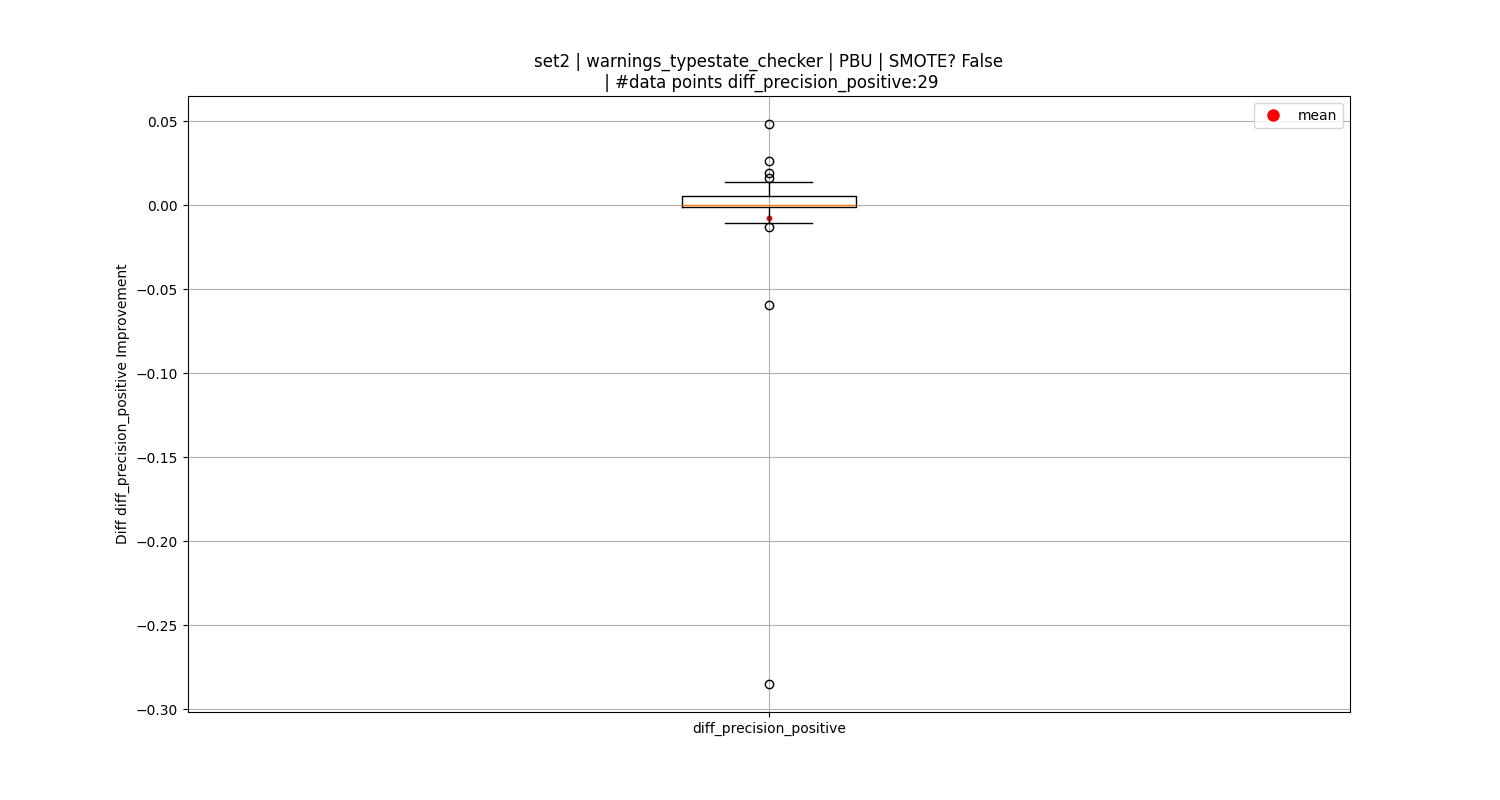 set2 | warnings_typestate_checker | PBU | SMOTE? False
| #data points diff_precision_positive:29
mean
0.05
0.00
−0.05
−0.10
−0.15
−0.20
−0.25
−0.30
Diff diff_precision_positive Improvement
diff_precision_positive